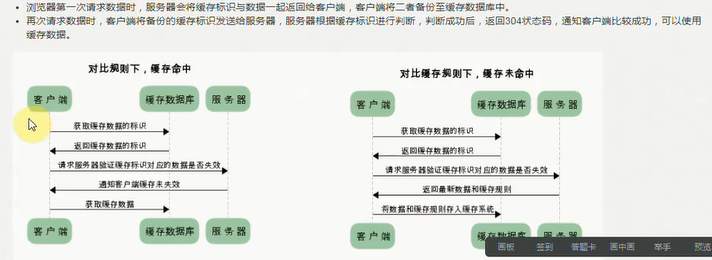 浏览器第一次请求数据时，服务器会将缓存标识与数据一起返回给客户端，客户端将二者备份至缓存数据库中。
再次请求数据时，客户端将备份的缓存标识发送给服务器，服务器根据缓存标识进行判断，判断成功后，返回304状态码，通知客户端比较成功，可以使用
缓存数据。
对比规则下，缓存命中
客户端
缓存数据库
服务器
获取缓存数据的标识
返回缓存数据的标识
请求服务器验证缓存标识对应的数据是否失效
通知客户端缓存未失效
获取缓存数据
客户端
缓存数据库
服务器
对比缓存规则下，缓存未命中
客户端
缓存数据库
服务器
获取缓存数据的标识
返回缓存数据的标识
请求服务器验证缓存标识对应的数据是否失效
返回最新数据和缓存规则
将数据和缓存规则存入缓存系统
客户端
缓存数据库
服务器
画板
签到
答题卡
画中画
举手
预览